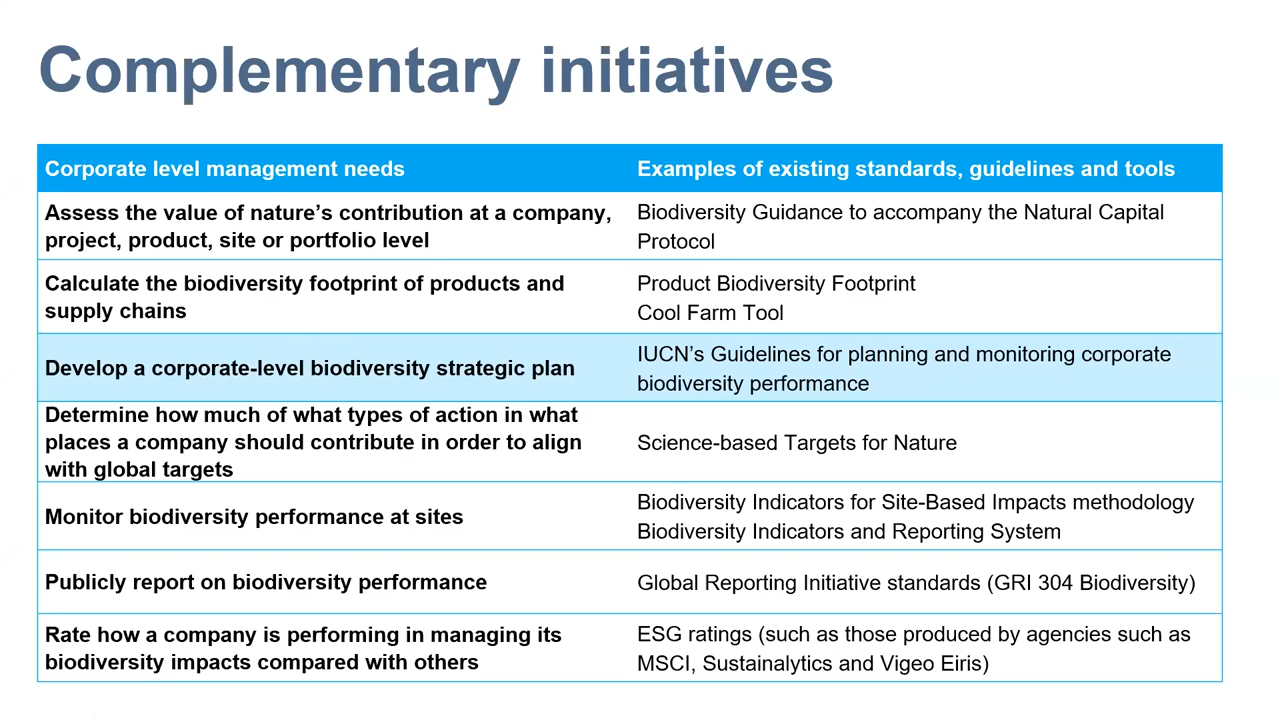 Complementary initiatives
Corporate level management needs
Examples of existing standards, guidelines and tools
Assess the value of nature’s contribution at a company,
project, product, site or portfolio level
Biodiversity Guidance to accompany the Natural Capital
Protocol
Calculate the biodiversity footprint of products and
supply chains
Product Biodiversity Footprint
Cool Farm Tool
Develop a corporate-level biodiversity strategic plan
IUCN’s Guidelines for planning and monitoring corporate
biodiversity performance
Determine how much of what types of action in what
places a company should contribute in order to align
with global targets
Science-based Targets for Nature
Monitor biodiversity performance at sites
Biodiversity Indicators for Site-Based Impacts methodology
Biodiversity Indicators and Reporting System
Publicly report on biodiversity performance
Global Reporting Initiative standards (GRI 304 Biodiversity)
Rate how a company is performing in managing its
biodiversity impacts compared with others
ESG ratings (such as those produced by agencies such as
MSCI, Sustainalytics and Vigeo Eiris)